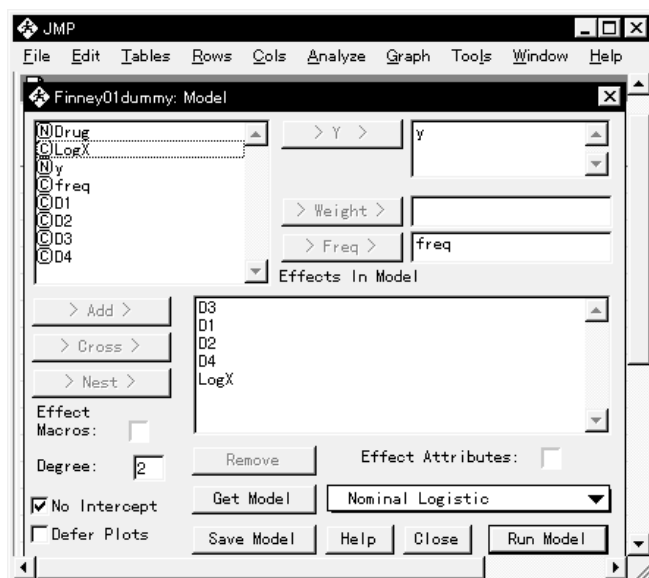 JMP
File Edit Tables Rows Cols Analyze Graph Tools Window Help
Finney01dummy: Model
N Drug
C LogX
N y
C freq
C D1
C D2
C D3
C D4
> Y >
y
> Weight >
> Freq >
freq
Effects In Model
> Add >
> Cross >
> Nest >
D3
D1
D2
D4
LogX
Effect
Macros:
Degree: 2
Remove
Effect Attributes:
No Intercept
Get Model
Nominal Logistic
Defer Plots
Save Model
Help
Close
Run Model